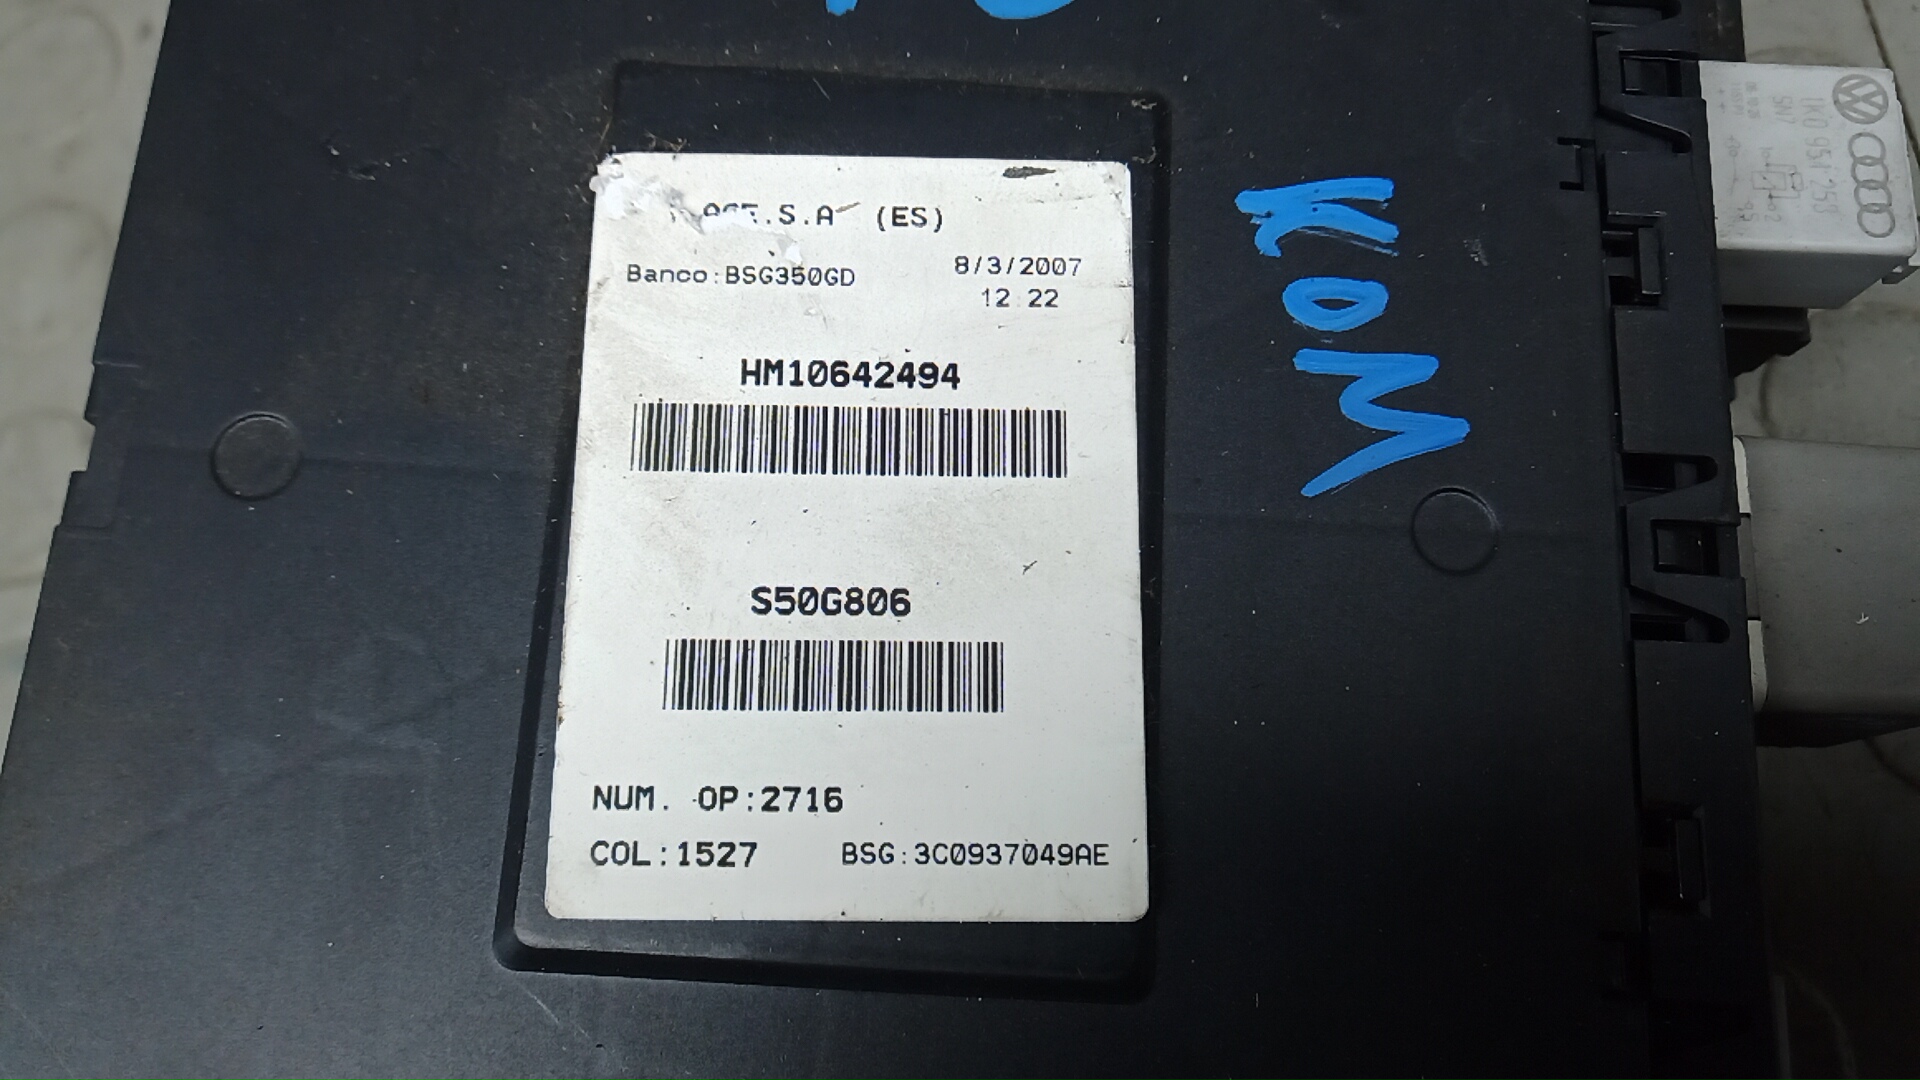 S.A (ES)
Banco:BSG350GD
8/3/2007
12:22
HM10642494
S50G806
NUM. OP:2716
COL:1527 BSG:3C0937049AE
KOM